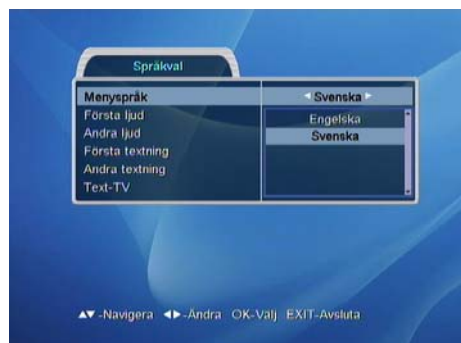 Språkval
Menyspråk Svenska
Första ljud Engelska
Andra ljud Svenska
Första textning
Andra textning
Text-TV
▲▼-Navigera ◄►-Ändra OK-Välj EXIT-Avsluta